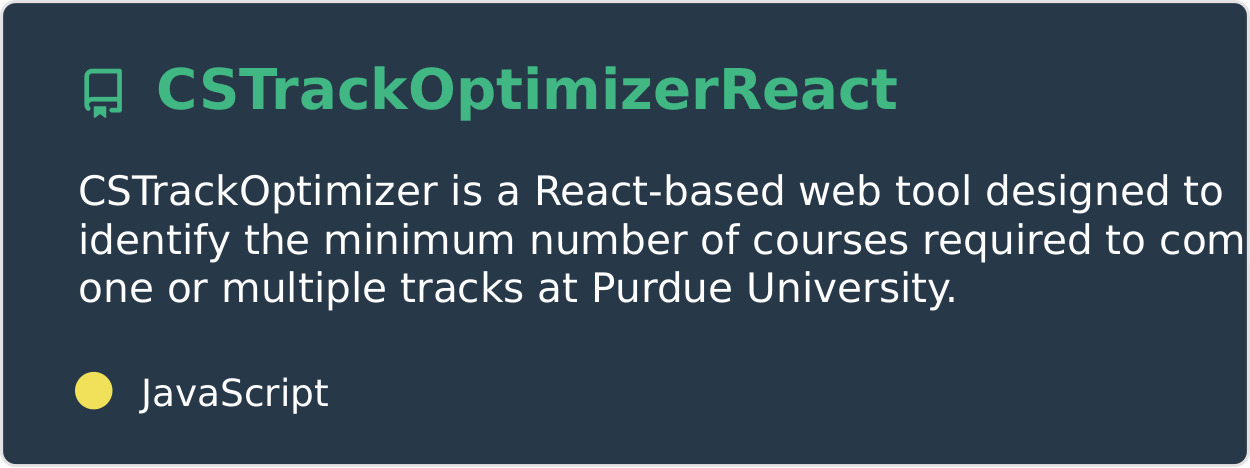 CSTrackOptimizerReact
CSTrackOptimizer is a React-based web tool designed to
identify the minimum number of courses required to com
one or multiple tracks at Purdue University.
JavaScript